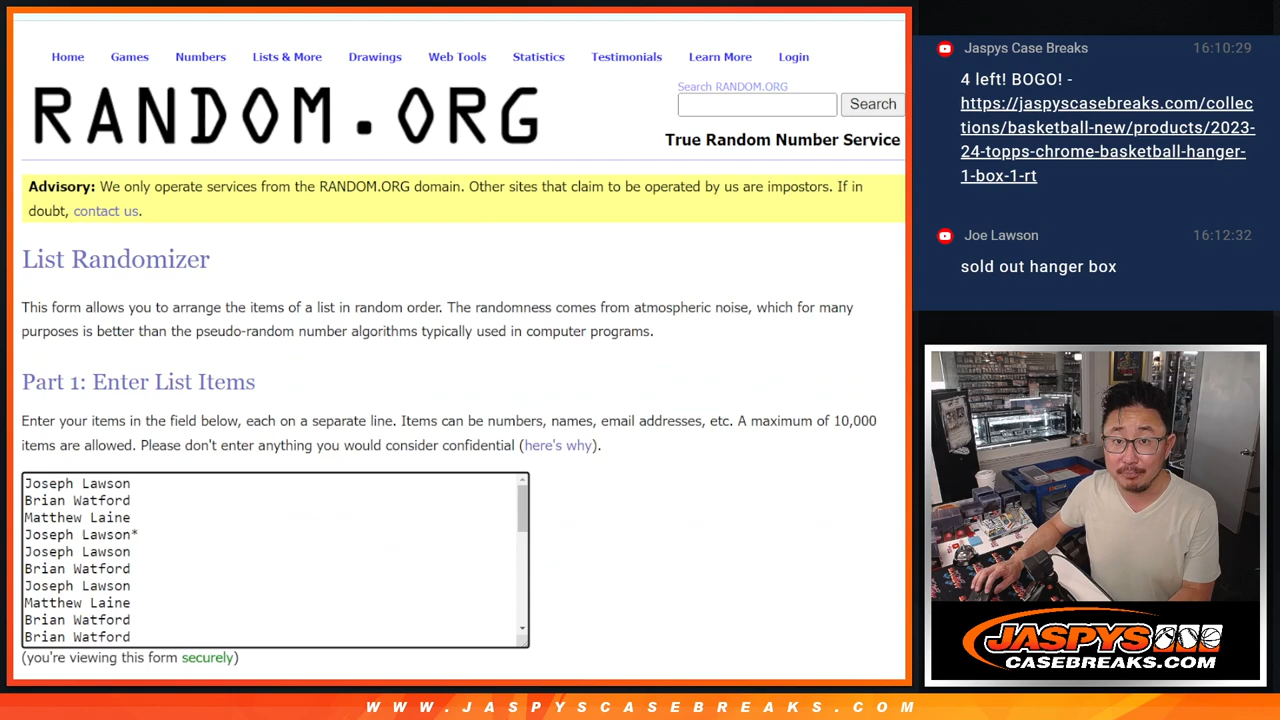 Home Games Numbers Lists & More Drawings Web Tools Statistics Testimonials Learn More Login
RANDOM.ORG
Search RANDOM.ORG
Search
True Random Number Service
Advisory: We only operate services from the RANDOM.ORG domain. Other sites that claim to be operated by us are impostors. If in
doubt, contact us.
List Randomizer
This form allows you to arrange the items of a list in random order. The randomness comes from atmospheric noise, which for many
purposes is better than the pseudo-random number algorithms typically used in computer programs.
Part 1: Enter List Items
Enter your items in the field below, each on a separate line. Items can be numbers, names, email addresses, etc. A maximum of 10,000
items are allowed. Please don't enter anything you would consider confidential (here's why).
Joseph Lawson
Brian Watford
Matthew Laine
Joseph Lawson*
Joseph Lawson
Brian Watford
Joseph Lawson
Matthew Laine
Brian Watford
Brian Watford
(you're viewing this form securely)
Jaspys Case Breaks 16:10:29
4 left! BOGO! -
https://jaspyscasebreaks.com/collec
tions/basketball-new/products/2023-
24-topps-chrome-basketball-hanger-
1-box-1-rt
Joe Lawson 16:12:32
sold out hanger box
JASPYS
CASEBREAKS.COM
WWW.JASPYSCASEBREAKS.COM